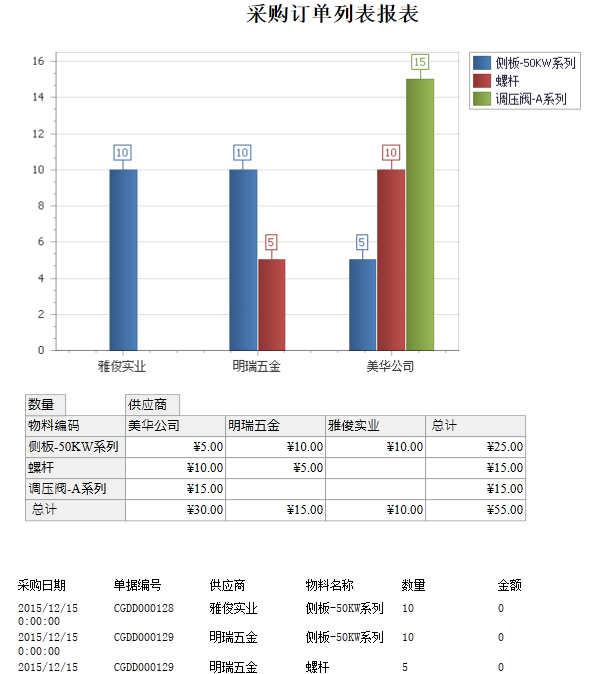 采购订单列表报表
16
14
12
10
8
6
4
2
0
10
10
5
5
10
15
雅俊实业 明瑞五金 美华公司
侧板-50KW系列
螺杆
调压阀-A系列
数量 供应商
物料编码 美华公司 明瑞五金 雅俊实业 总计
侧板-50KW系列 ¥5.00 ¥10.00 ¥10.00 ¥25.00
螺杆 ¥10.00 ¥5.00 ¥15.00
调压阀-A系列 ¥15.00 ¥15.00
总计 ¥30.00 ¥15.00 ¥10.00 ¥55.00
采购日期 单据编号 供应商 物料名称 数量 金额
2015/12/15 CGDD000128 雅俊实业 侧板-50KW系列 10 0
0:00:00
2015/12/15 CGDD000129 明瑞五金 侧板-50KW系列 10 0
0:00:00
2015/12/15 CGDD000129 明瑞五金 螺杆 5 0